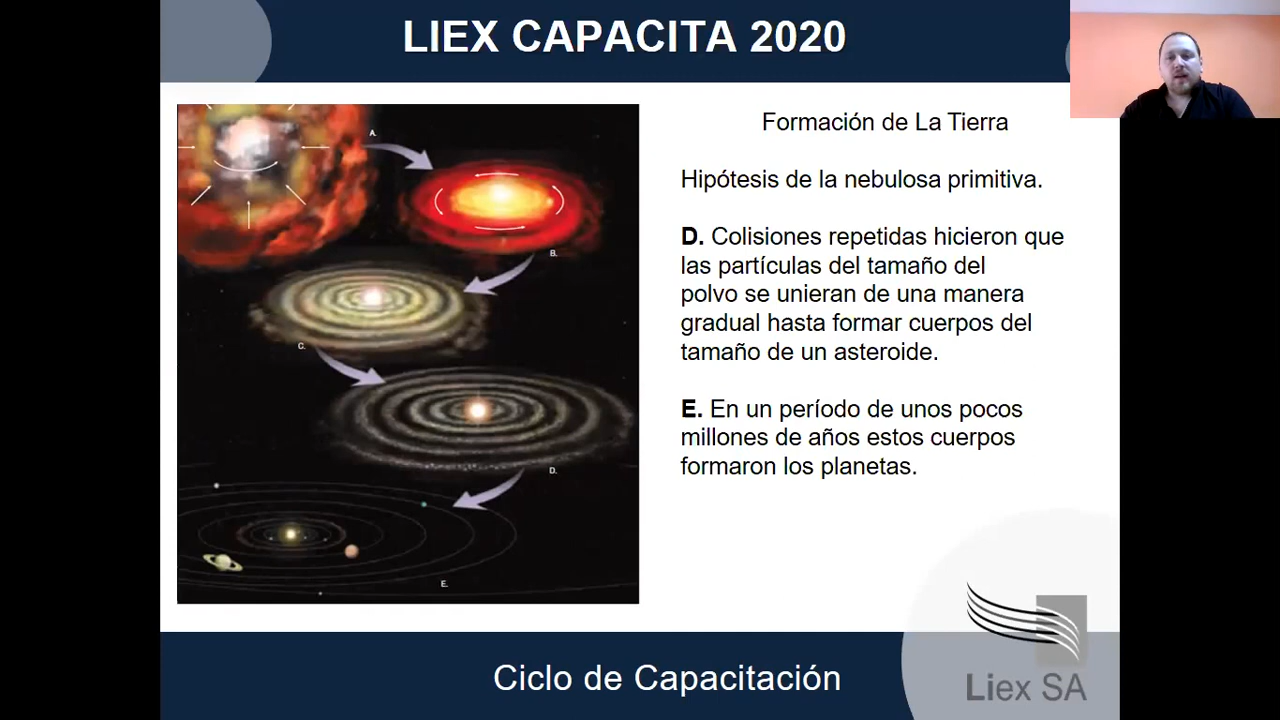 LIEX CAPACITA 2020
A.
B.
C.
D.
E.
Formación de La Tierra
Hipótesis de la nebulosa primitiva.
D. Colisiones repetidas hicieron que
las partículas del tamaño del
polvo se unieran de una manera
gradual hasta formar cuerpos del
tamaño de un asteroide.
E. En un período de unos pocos
millones de años estos cuerpos
formaron los planetas.
Liex SA
Ciclo de Capacitación